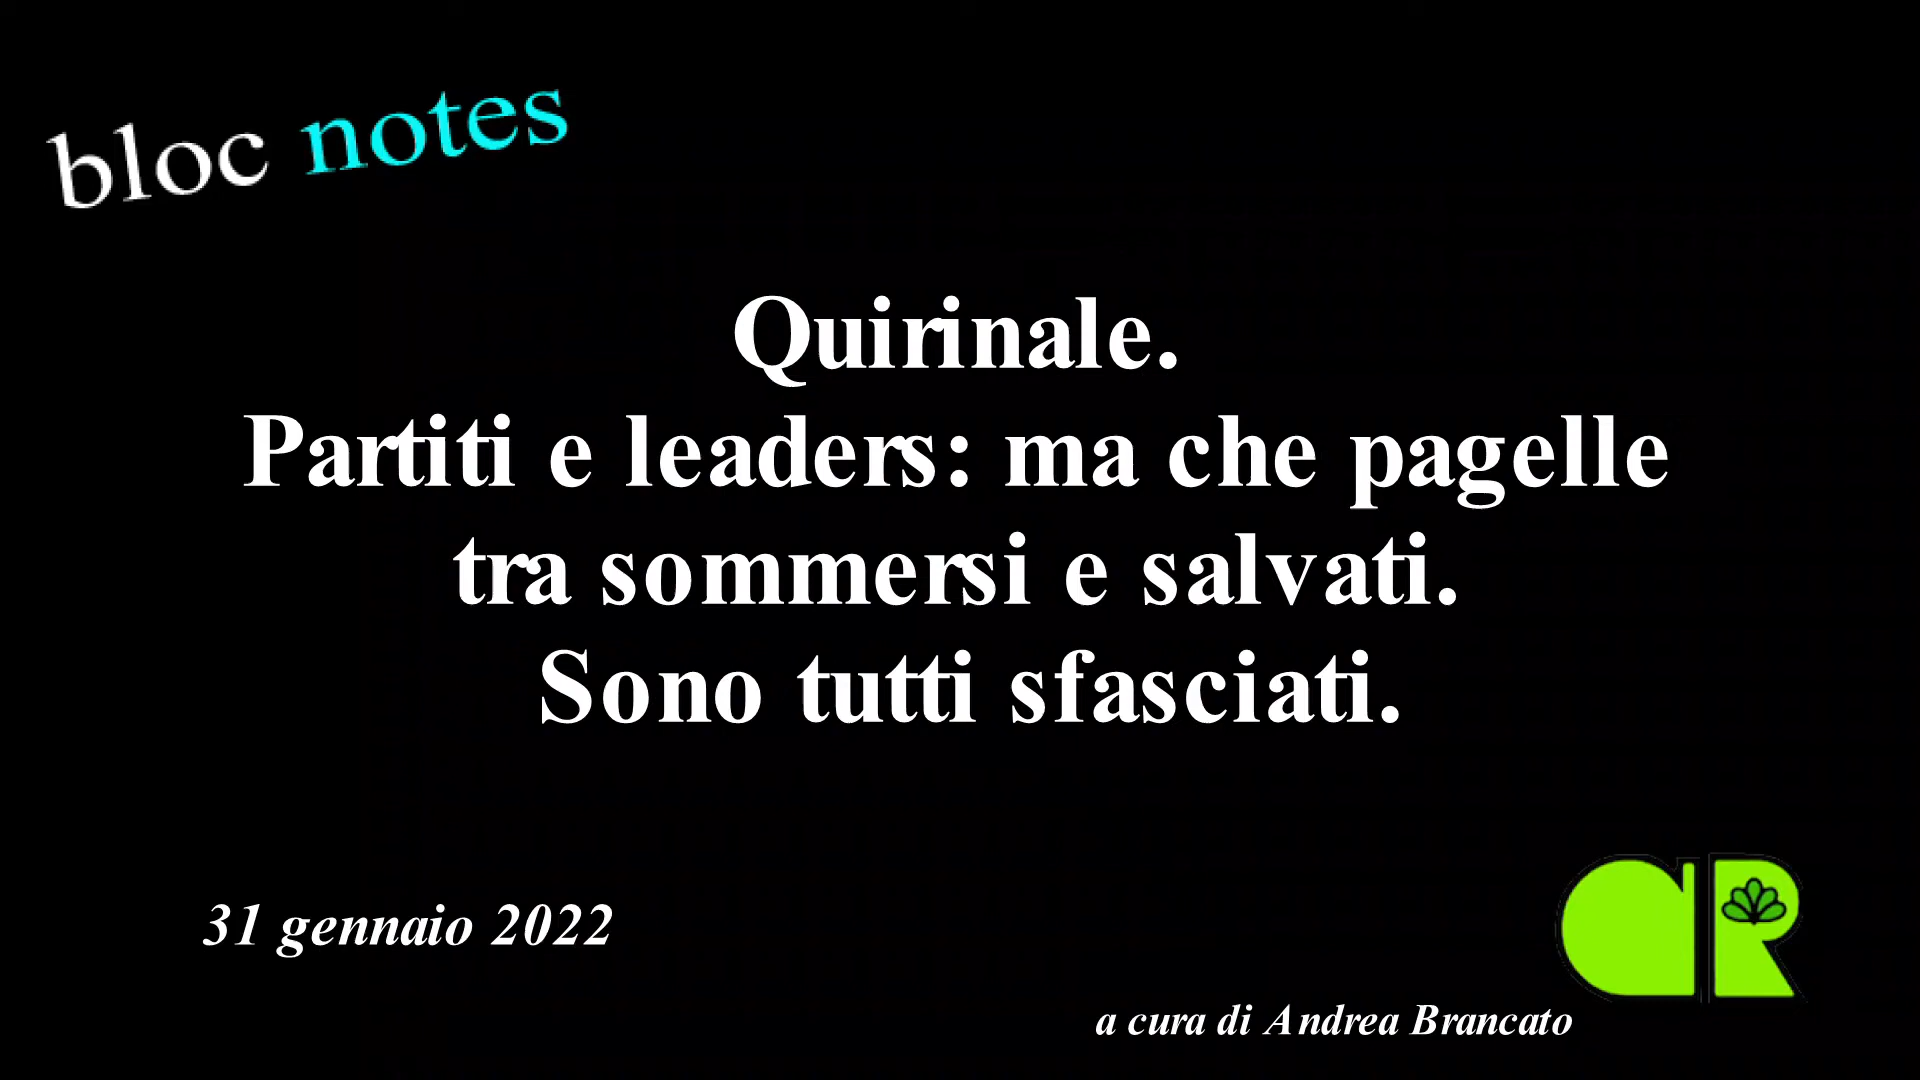 bloc notes
Quirinale.
Partiti e leaders: ma che pagelle
tra sommersi e salvati.
Sono tutti sfasciati.
31 gennaio 2022
a cura di Andrea Brancato